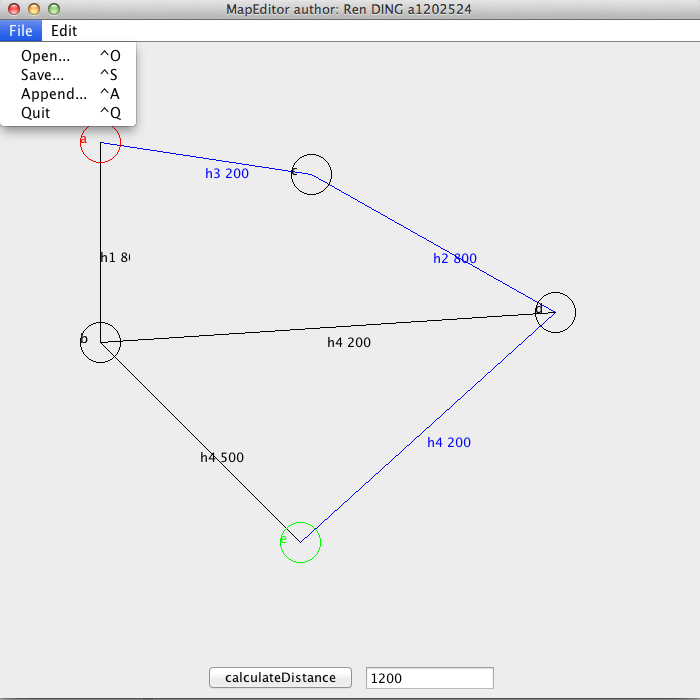 MapEditor author: Ren DING a1202524
File Edit
Open... ^O
Save... ^S
Append... ^A
Quit ^Q
a
c
h3 200
h1 8
h2 800
d
b
h4 200
h4 200
h4 500
e
calculateDistance 1200